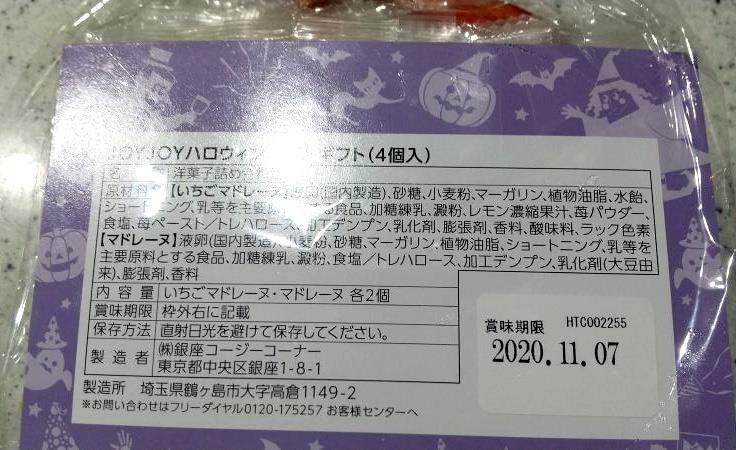 JOYJOYハロウィ ギフト(4個入)
名 洋菓子詰め
原材料 【いちごマドレーヌ】液卵(国内製造)、砂糖、小麦粉、マーガリン、植物油脂、水飴、
ショートニング、乳等を主要 する食品、加糖練乳、澱粉、レモン濃縮果汁、苺パウダー、
食塩、苺ペースト/トレハロース、加工デンプン、乳化剤、膨張剤、香料、酸味料、ラック色素
【マドレーヌ】液卵(国内製造)、小麦粉、砂糖、マーガリン、植物油脂、ショートニング、乳等を
主要原料とする食品、加糖練乳、澱粉、食塩/トレハロース、加工デンプン、乳化剤(大豆由
来)、膨張剤、香料
内容量 いちごマドレーヌ・マドレーヌ 各2個
賞味期限 枠外右に記載
保存方法 直射日光を避けて保存してください。
製造者 ㈱銀座コージーコーナー
東京都中央区銀座1-8-1
賞味期限 HTC002255
2020.11.07
製造所 埼玉県鶴ヶ島市大字高倉1149-2
※お問い合わせはフリーダイヤル0120-175257 お客様センターへ